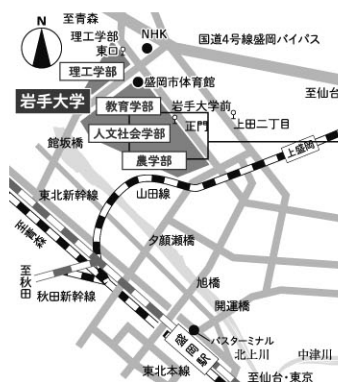 至青森
N
NHK
国道4号線盛岡バイパス
理工学部
東口
理工学部
盛岡市体育館
至仙台
岩手大学
教育学部
岩手大学前
正門
上田二丁目
人文社会学部
館坂橋
農学部
上盛岡
東北新幹線
山田線
至青森
夕顔瀬橋
至秋田
旭橋
秋田新幹線
開運橋
バスターミナル
盛岡駅
北上川
中津川
東北本線
至仙台・東京